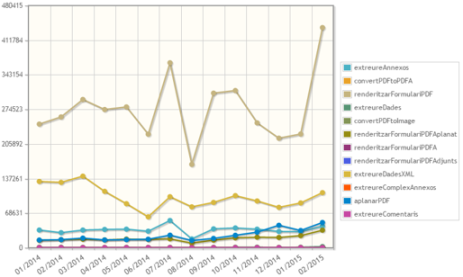 480415
411784
343154
274523
205892
137261
68631
0
01/2014
02/2014
03/2014
04/2014
05/2014
06/2014
07/2014
08/2014
09/2014
10/2014
11/2014
12/2014
01/2015
02/2015
extreureAnnexos
convertPDFtoPDFA
renderitzarFormulariPDF
extreureDades
convertPDFtoImage
renderitzarFormulariPDFAplanat
renderitzarFormulariPDFA
renderitzarFormulariPDFAdjunts
extreureDadesXML
extreureComplexAnnexos
aplanarPDF
extreureComentaris